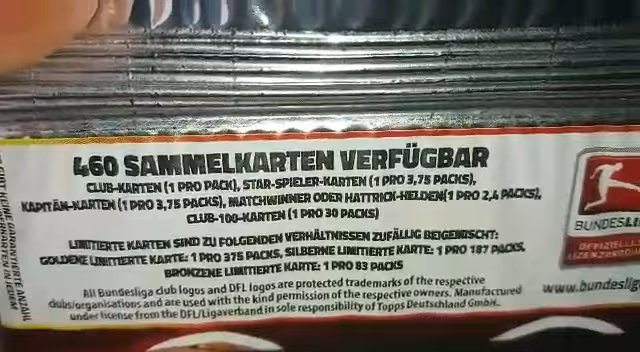 460 SAMMELKARTEN VERFÜGBAR
CLUB-KARTEN (1 PRO PACK), STAR-SPIELER-KARTEN (1 PRO 3,75 PACKS),
KAPITÄN-KARTEN (1 PRO 3,75 PACKS), MATCHWINNER ODER HATTRICK-HELDEN(1 PRO 2,4 PACKS),
CLUB-100-KARTEN (1 PRO 30 PACKS)
LIMITIERTE KARTEN SIND ZU FOLGENDEN VERHÄLTNISSEN ZUFÄLLIG BEIGEMISCHT:
GOLDENE LIMITIERTE KARTE: 1 PRO 375 PACKS, SILBERNE LIMITIERTE KARTE: 1 PRO 187 PACKS,
BRONZENE LIMITIERTE KARTE: 1 PRO 83 PACKS
All Bundesliga club logos and DFL logos are protected trademarks of the respective
clubs/organisations and are used with the kind permission of the respective owners. Manufactured
under license from the DFL/Ligaverband in sole responsibility of Topps Deutschland GmbH.
BUNDESLI
OFFIZIELL
www.bundeslig